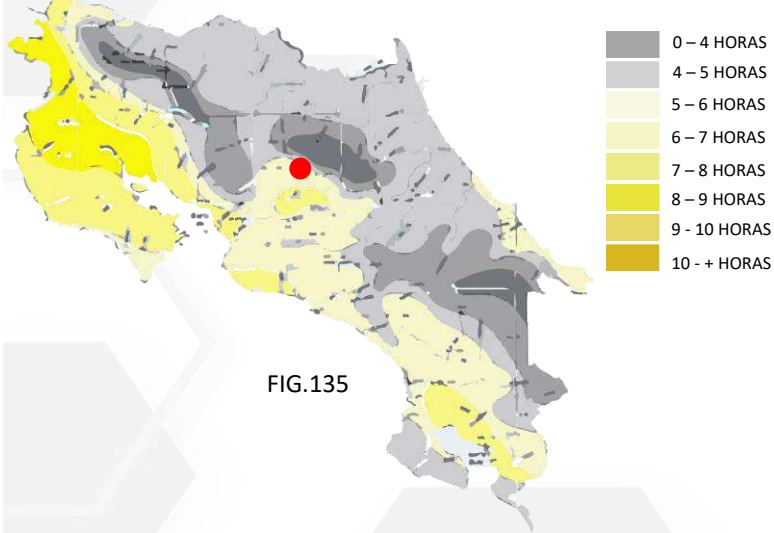 0 – 4 HORAS
4 – 5 HORAS
5 – 6 HORAS
6 – 7 HORAS
7 – 8 HORAS
8 – 9 HORAS
9 - 10 HORAS
10 - + HORAS
FIG.135